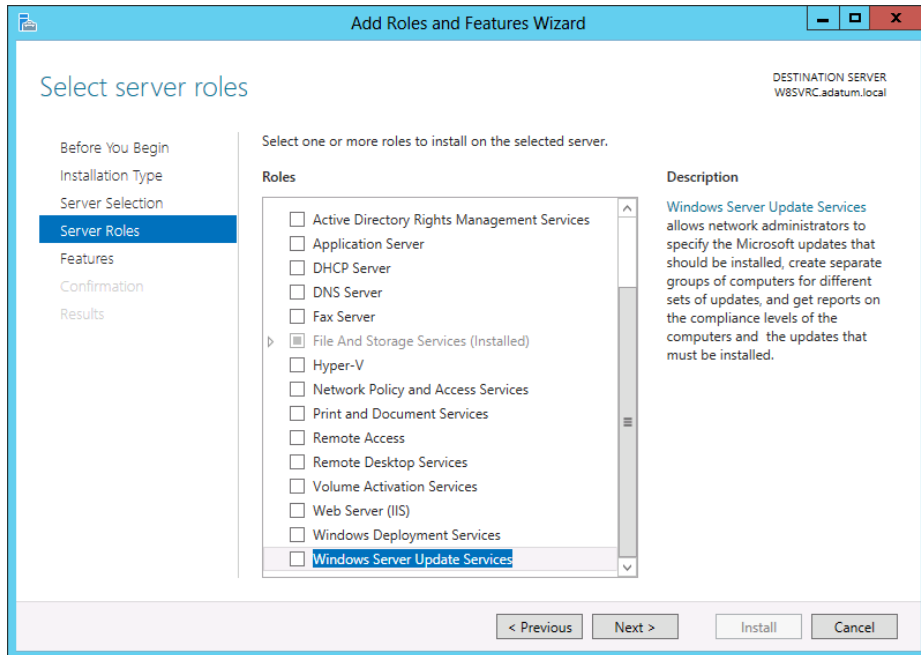 Add Roles and Features Wizard
Select server roles
DESTINATION SERVER
W8SVRC.adatum.local
Before You Begin
Installation Type
Server Selection
Server Roles
Features
Confirmation
Results
Select one or more roles to install on the selected server.
Roles
Active Directory Rights Management Services
Application Server
DHCP Server
DNS Server
Fax Server
File And Storage Services (Installed)
Hyper-V
Network Policy and Access Services
Print and Document Services
Remote Access
Remote Desktop Services
Volume Activation Services
Web Server (IIS)
Windows Deployment Services
Windows Server Update Services
Description
Windows Server Update Services
allows network administrators to
specify the Microsoft updates that
should be installed, create separate
groups of computers for different
sets of updates, and get reports on
the compliance levels of the
computers and the updates that
must be installed.
< Previous
Next >
Install
Cancel